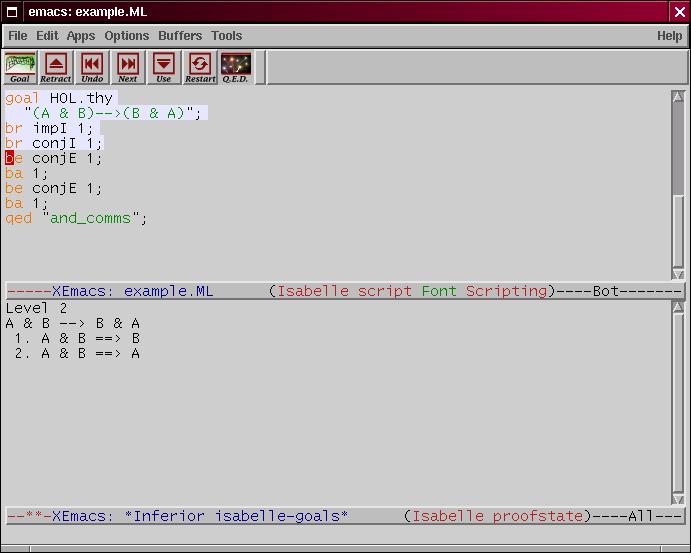 emacs: example.ML
File Edit Apps Options Buffers Tools Help
Goal Retract Undo Next Use Restart Q.E.D.
goal HOL.thy
"(A & B)-->(B & A)";
br impI 1;
br conjI 1;
be conjE 1;
ba 1;
be conjE 1;
ba 1;
qed "and_comms";
-----XEmacs: example.ML (Isabelle script Font Scripting)----Bot-------
Level 2
A & B --> B & A
1. A & B ==> B
2. A & B ==> A
--**-XEmacs: *Inferior isabelle-goals* (Isabelle proofstate)----All---